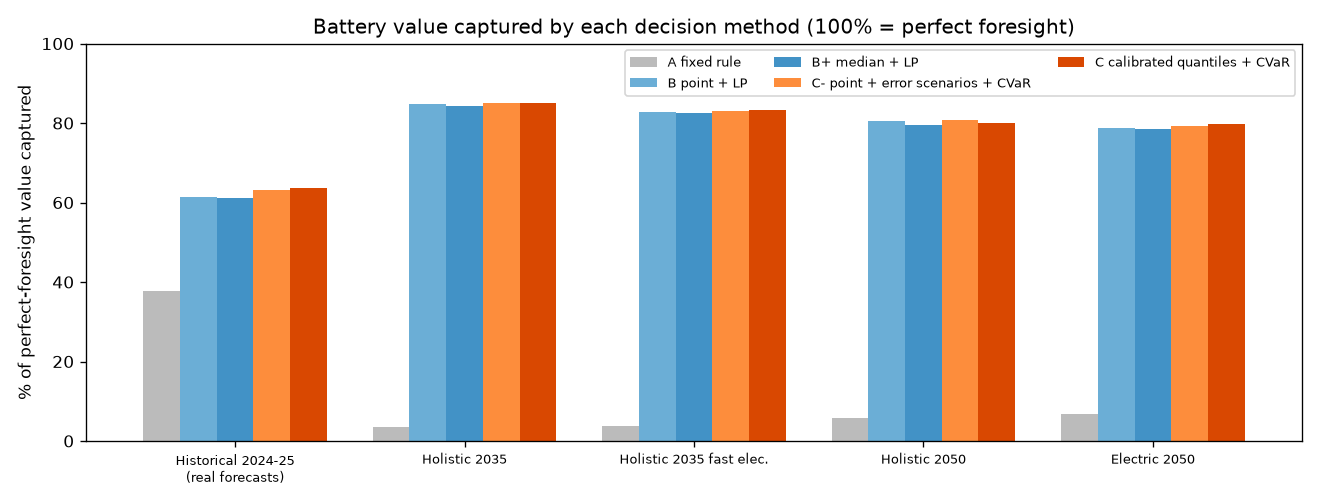 Battery value captured by each decision method (100% = perfect foresight)
% of perfect-foresight value captured
100
80
60
40
20
0
A fixed rule
B point + LP
B+ median + LP
C- point + error scenarios + CVaR
C calibrated quantiles + CVaR
Historical 2024-25
(real forecasts)
Holistic 2035
Holistic 2035 fast elec.
Holistic 2050
Electric 2050